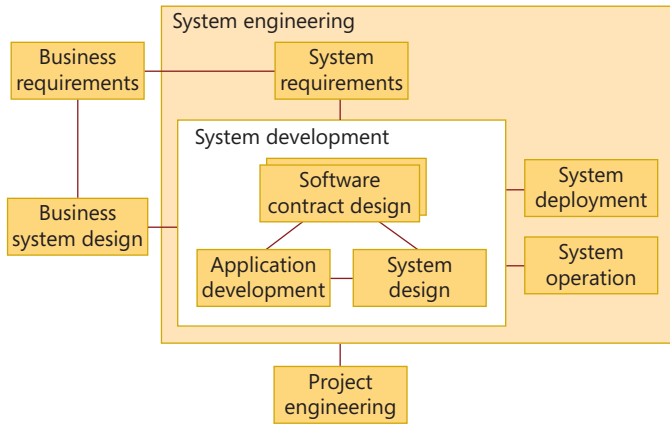 System engineering
Business
requirements
System
requirements
System development
Software
contract design
System
deployment
Business
system design
Application
development
System
design
System
operation
Project
engineering